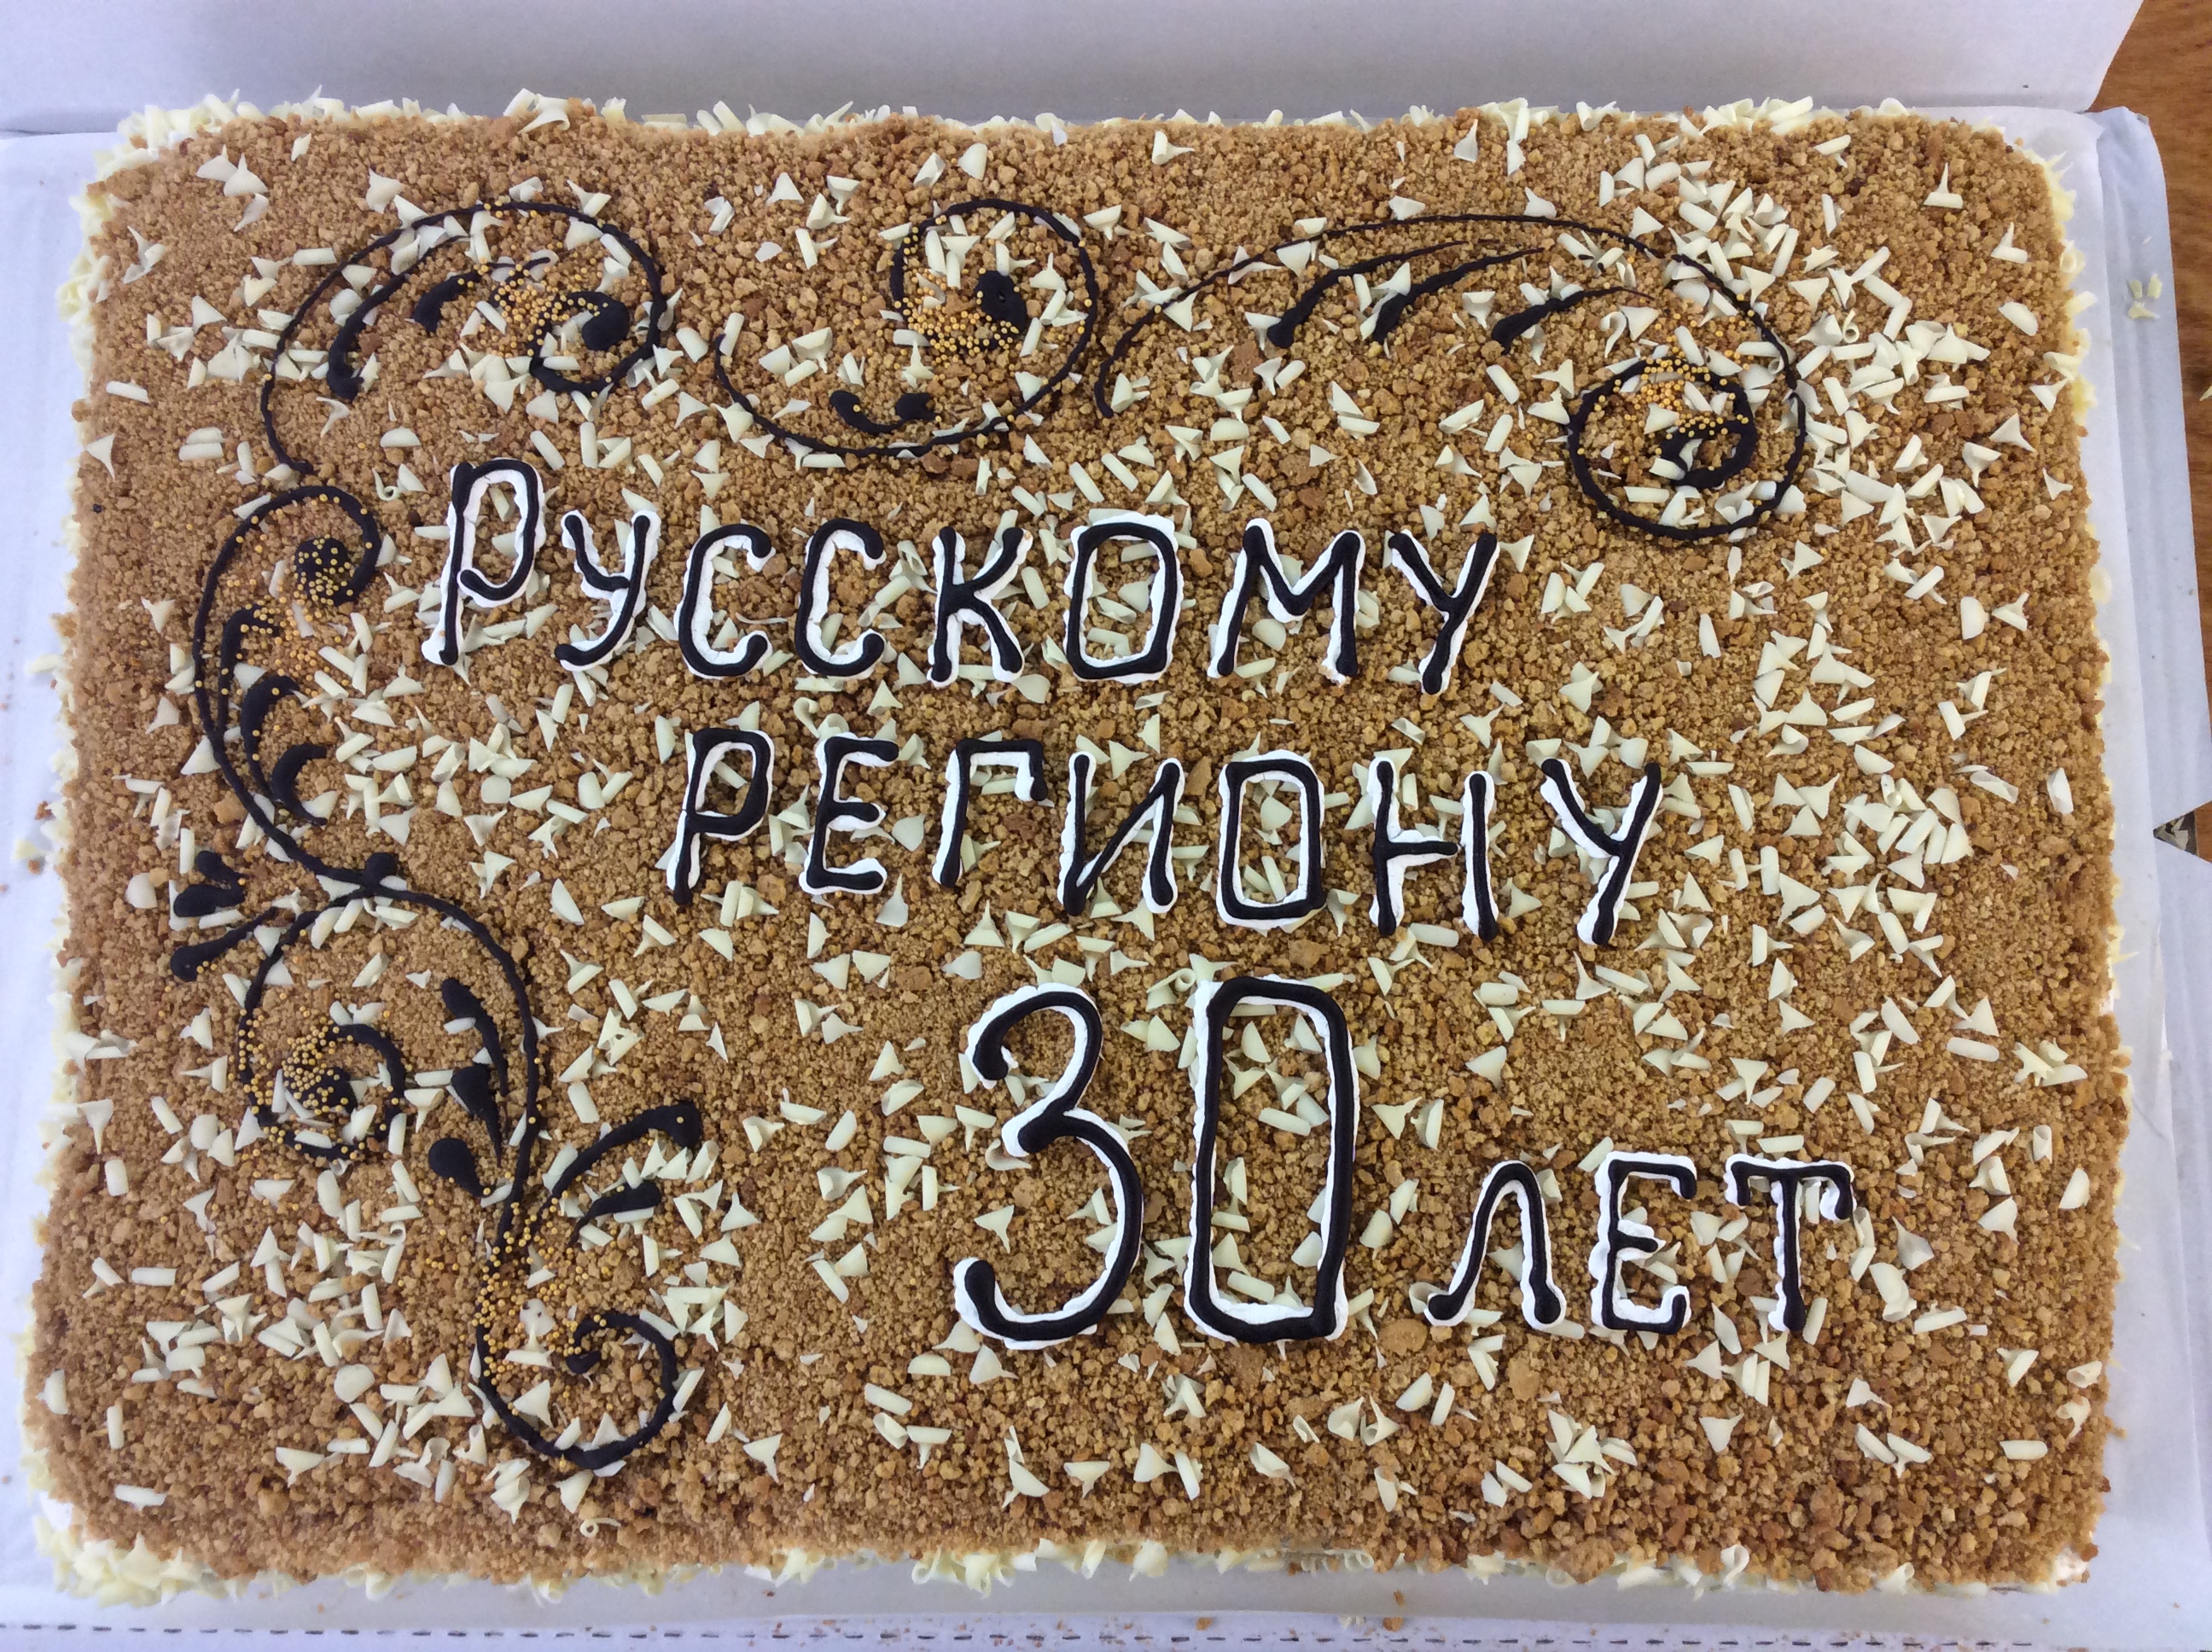 Русскому
региону
30 лет